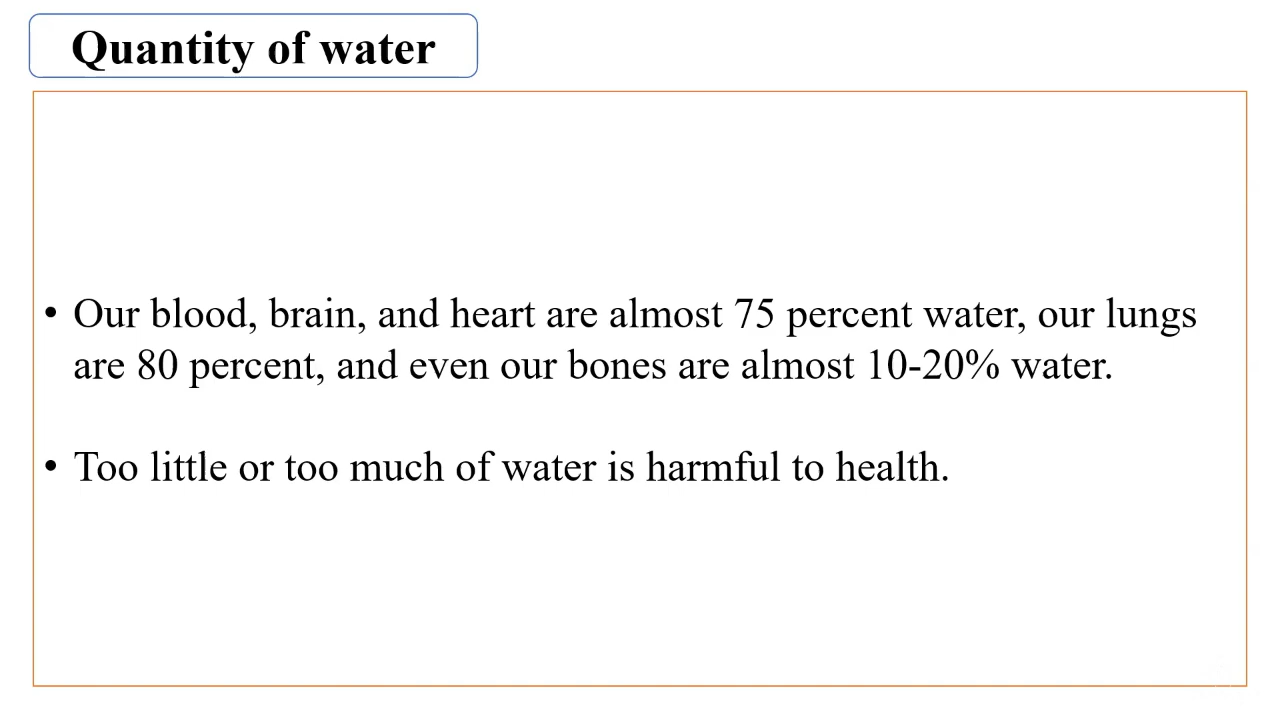 Quantity of water
• Our blood, brain, and heart are almost 75 percent water, our lungs
are 80 percent, and even our bones are almost 10-20% water.
• Too little or too much of water is harmful to health.